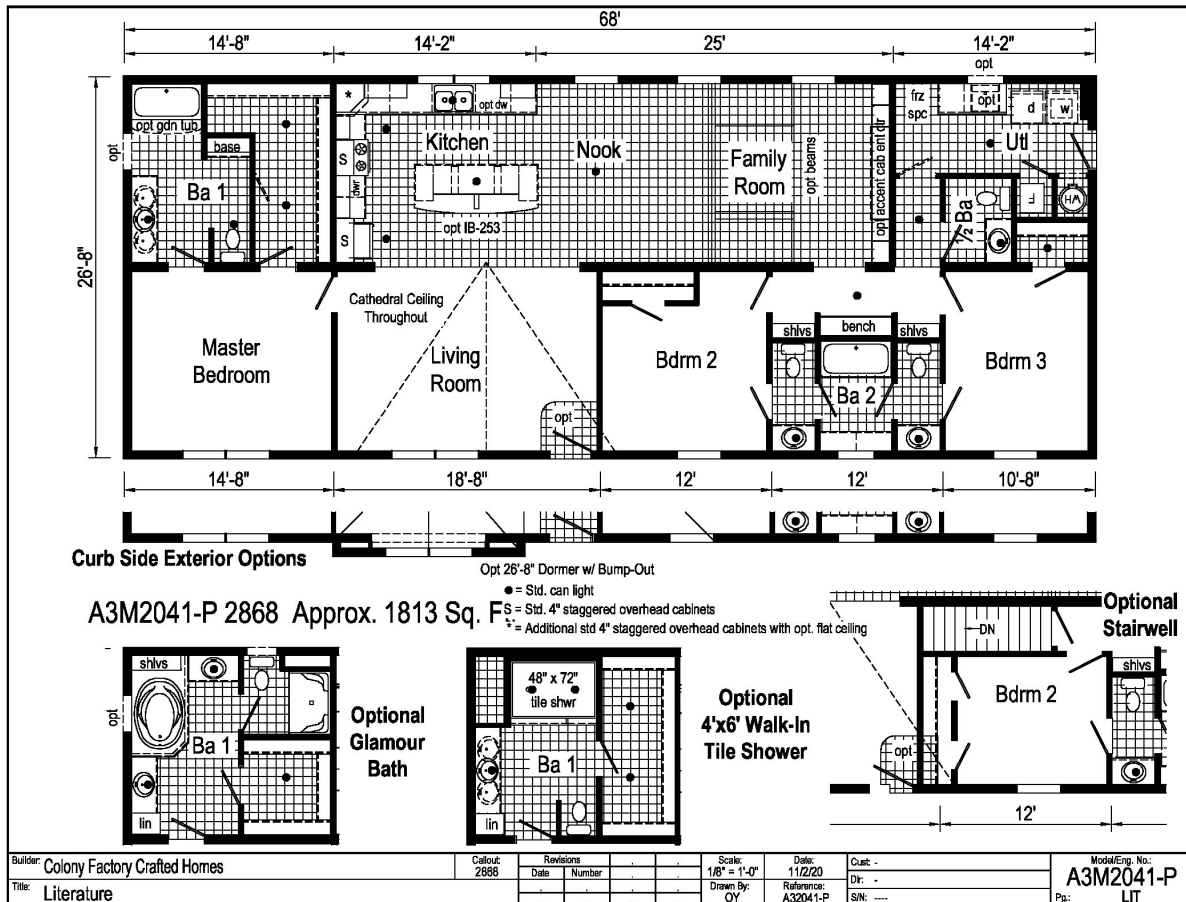 68'
14'-8" 14'-2" 25' 14'-2"
opt
26'-8"
opt gdn tub
opt
base
Ba 1
*
opt dw
Kitchen
S
dwr
S
opt IB-253
Nook
Family
Room
opt beams
opt accent cab ent ctr
frz
spc
opt
d
w
Utl
½ Ba
F
WH
Cathedral Ceiling
Throughout
Master
Bedroom
Living
Room
opt
Bdrm 2
shlvs
bench
shlvs
Ba 2
Bdrm 3
14'-8" 18'-8" 12' 12' 10'-8"
Curb Side Exterior Options
Opt 26'-8" Dormer w/ Bump-Out
● = Std. can light
S = Std. 4" staggered overhead cabinets
* = Additional std 4" staggered overhead cabinets with opt. flat ceiling
A3M2041-P 2868 Approx. 1813 Sq. F
shlvs
opt
Ba 1
lin
Optional
Glamour
Bath
48" x 72"
tile shwr
Ba 1
lin
Optional
4'x6' Walk-In
Tile Shower
Optional
Stairwell
DN
shlvs
Bdrm 2
opt
12'
Builder: Colony Factory Crafted Homes
Title: Literature
Callout:
2868
Revisions
Date Number
Scale:
1/8" = 1'-0"
Drawn By:
OY
Date:
11/2/20
Reference:
A32041-P
Cust: -
Dlr: -
S/N: ----
Model/Eng. No.:
A3M2041-P
Pg.: LIT